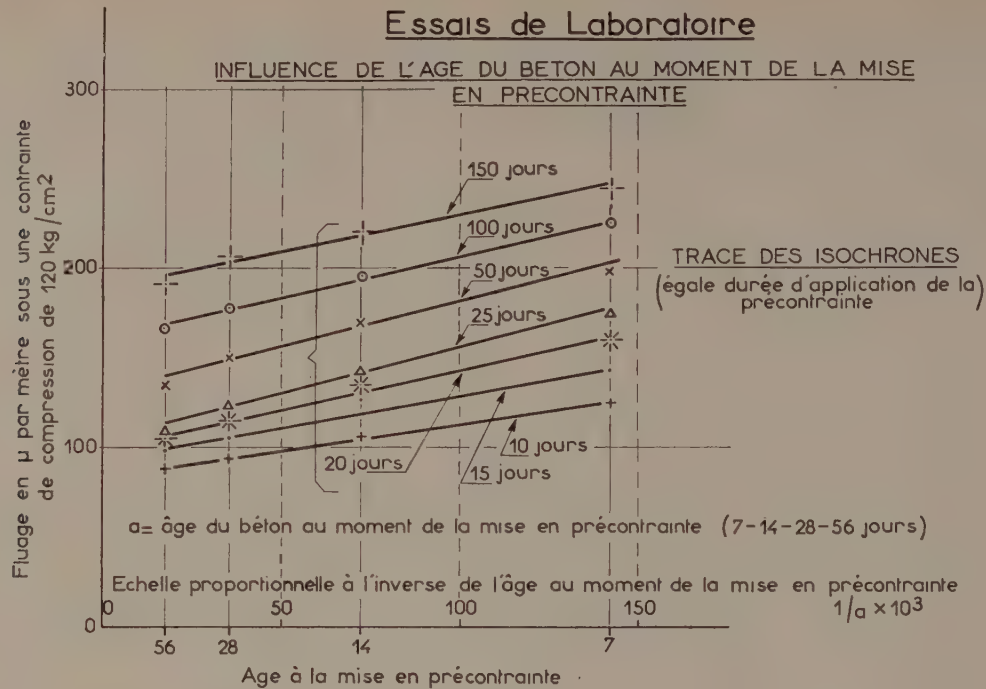 Essais de Laboratoire
INFLUENCE DE L'AGE DU BETON AU MOMENT DE LA MISE
EN PRECONTRAINTE
Fluage en μ par mètre sous une contrainte
de compression de 120 kg/cm2
300
200
100
0
150 jours
100 jours
50 jours
25 jours
20 jours
15 jours
10 jours
TRACE DES ISOCHRONES
(égale durée d'application de la)
précontrainte
a= âge du béton au moment de la mise en précontrainte (7-14-28-56 jours)
Echelle proportionnelle à l'inverse de l'âge au moment de la mise en précontrainte
0 50 100 150 1/a × 10³
56 28 14 7
Age à la mise en précontrainte.